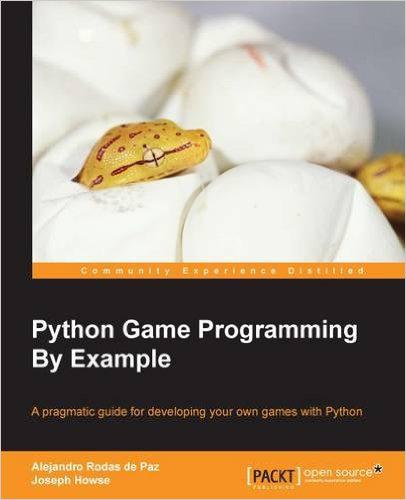 Community Experience Distilled
Python Game Programming
By Example
A pragmatic guide for developing your own games with Python
Alejandro Rodas de Paz
Joseph Howse
[PACKT] open source*
PUBLISHING